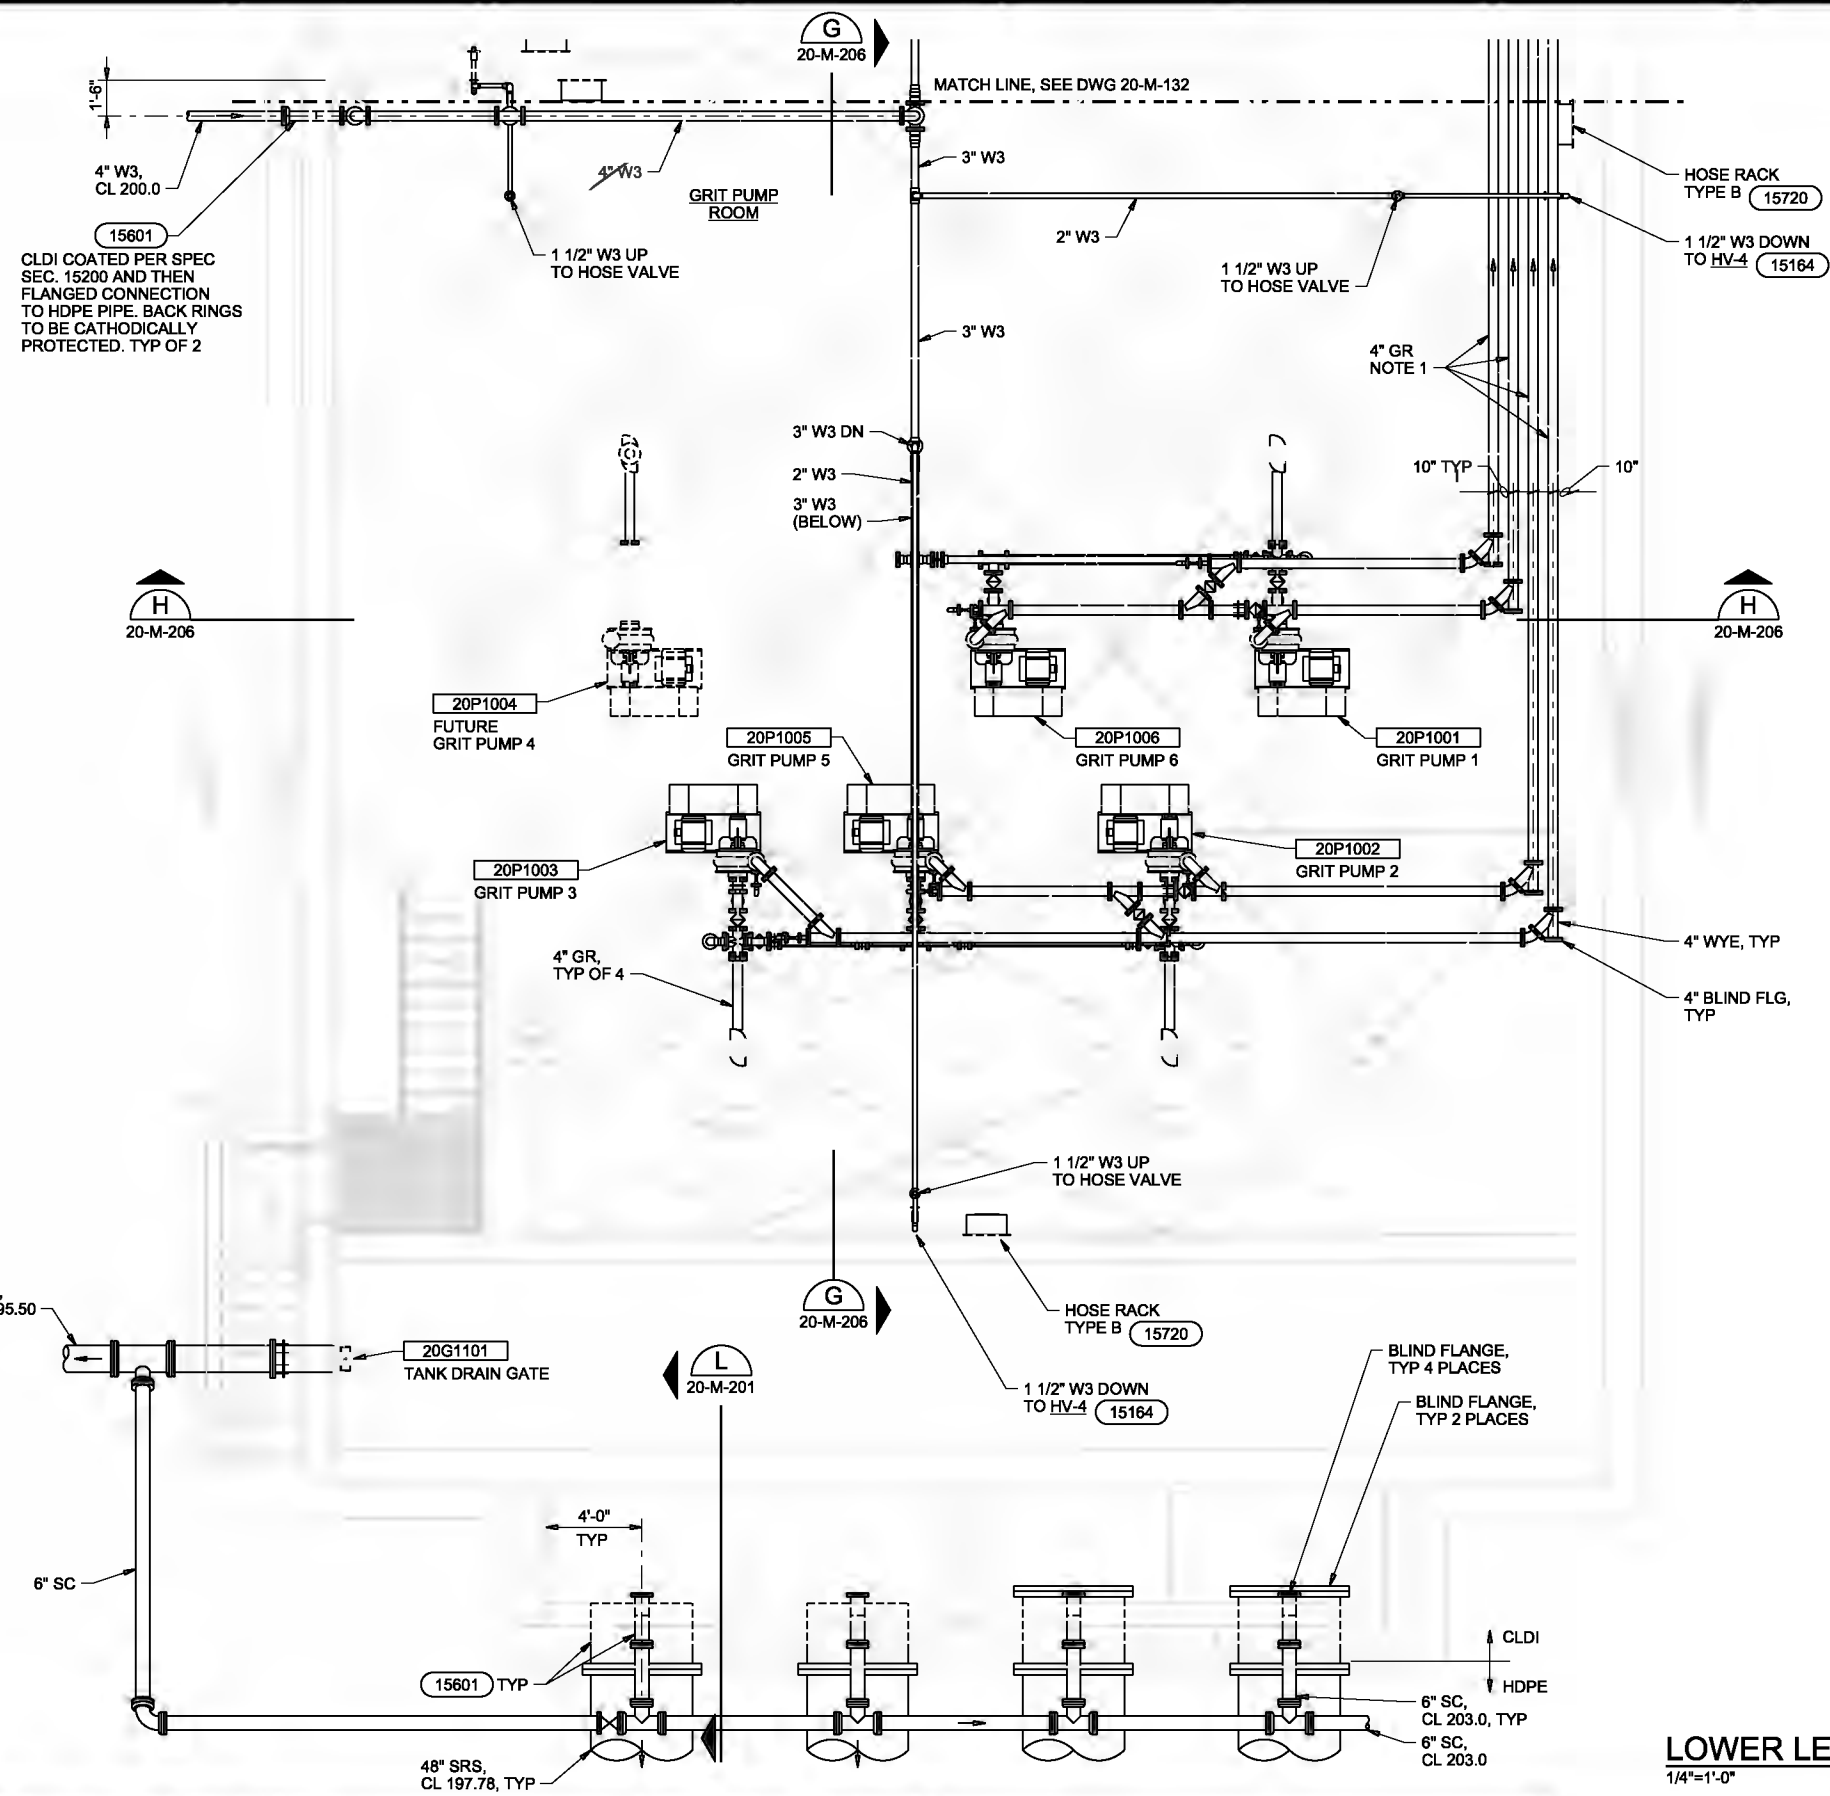 G
20-M-206
MATCH LINE, SEE DWG 20-M-132
1'-6"
4" W3,
CL 200.0
15601
CLDI COATED PER SPEC
SEC. 15200 AND THEN
FLANGED CONNECTION
TO HDPE PIPE. BACK RINGS
TO BE CATHODICALLY
PROTECTED. TYP OF 2
4" W3
GRIT PUMP
ROOM
1 1/2" W3 UP
TO HOSE VALVE
3" W3
2" W3
1 1/2" W3 UP
TO HOSE VALVE
HOSE RACK
TYPE B 15720
1 1/2" W3 DOWN
TO HV-4 15164
3" W3
4" GR
NOTE 1
3" W3 DN
2" W3
3" W3
(BELOW)
10" TYP
10"
H
20-M-206
H
20-M-206
20P1004
FUTURE
GRIT PUMP 4
20P1005
GRIT PUMP 5
20P1006
GRIT PUMP 6
20P1001
GRIT PUMP 1
20P1003
GRIT PUMP 3
20P1002
GRIT PUMP 2
4" GR,
TYP OF 4
4" WYE, TYP
4" BLIND FLG,
TYP
1 1/2" W3 UP
TO HOSE VALVE
G
20-M-206
HOSE RACK
TYPE B 15720
1 1/2" W3 DOWN
TO HV-4 15164
95.50
20G1101
TANK DRAIN GATE
L
20-M-201
BLIND FLANGE,
TYP 4 PLACES
BLIND FLANGE,
TYP 2 PLACES
4'-0"
TYP
6" SC
15601 TYP
CLDI
HDPE
6" SC,
CL 203.0, TYP
6" SC,
CL 203.0
48" SRS,
CL 197.78, TYP
LOWER LE
1/4"=1'-0"